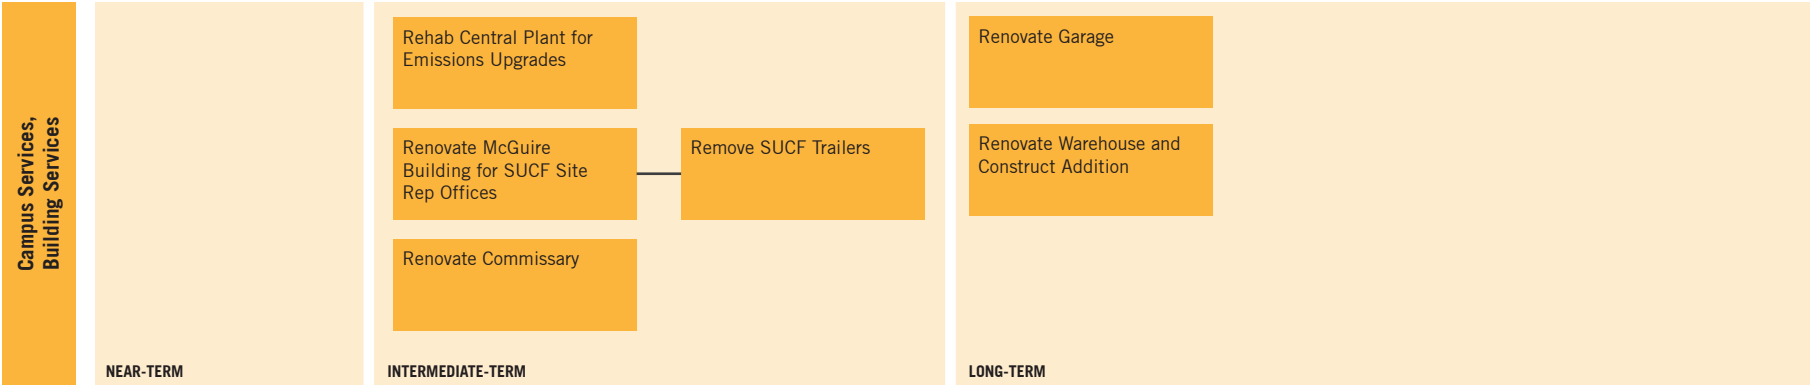 Campus Services,
Building Services
NEAR-TERM
Rehab Central Plant for
Emissions Upgrades
Renovate McGuire
Building for SUCF Site
Rep Offices
Remove SUCF Trailers
Renovate Commissary
INTERMEDIATE-TERM
Renovate Garage
Renovate Warehouse and
Construct Addition
LONG-TERM